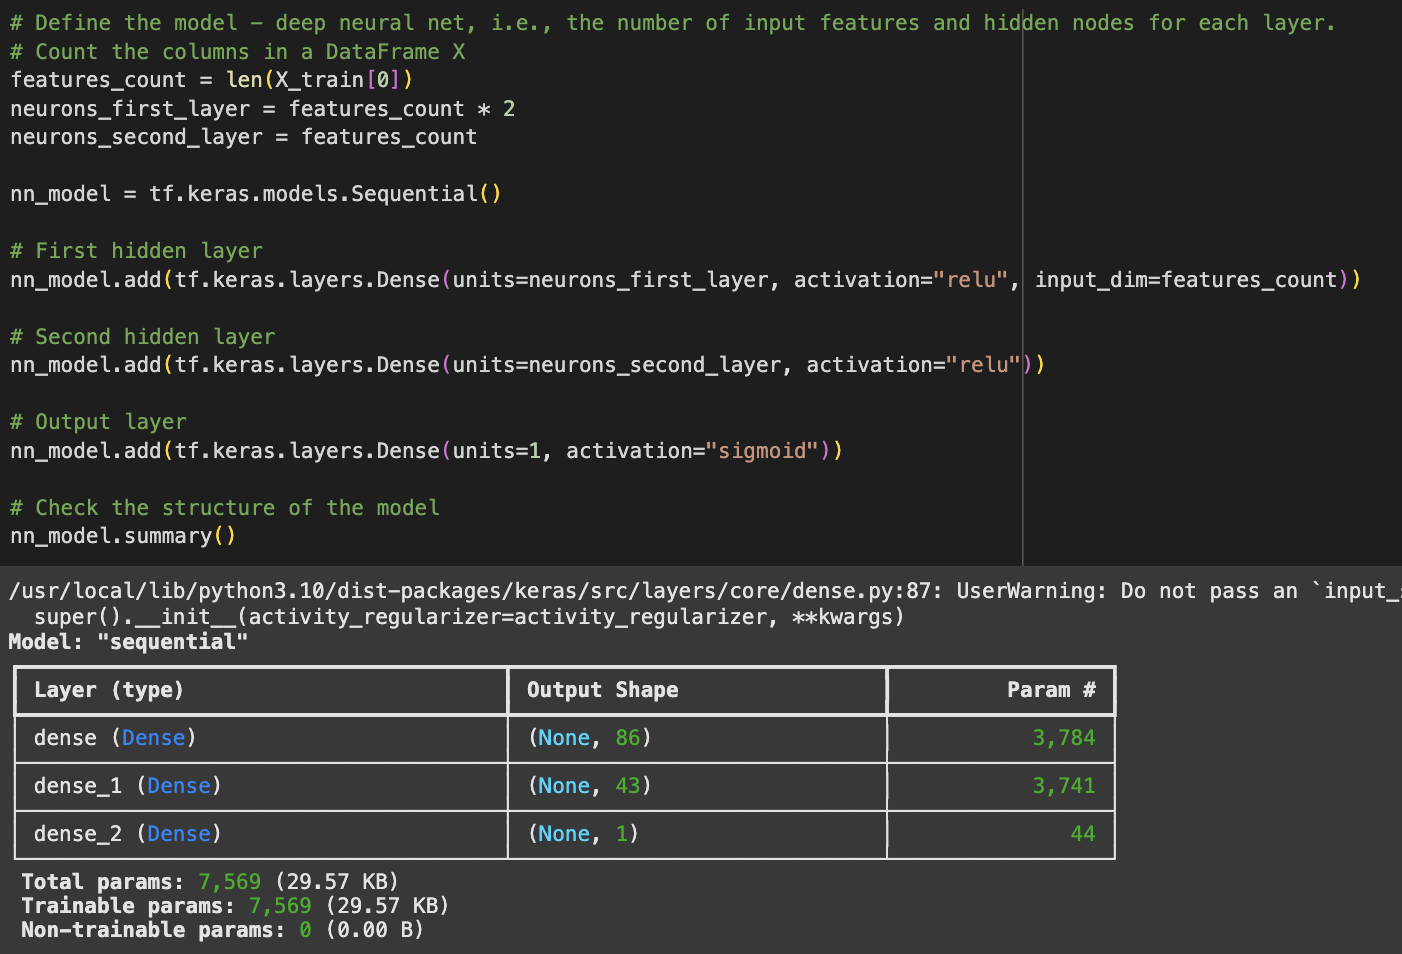 # Define the model – deep neural net, i.e., the number of input features and hidden nodes for each layer.
# Count the columns in a DataFrame X
features_count = len(X_train[0])
neurons_first_layer = features_count * 2
neurons_second_layer = features_count
nn_model = tf.keras.models.Sequential()
# First hidden layer
nn_model.add(tf.keras.layers.Dense(units=neurons_first_layer, activation="relu", input_dim=features_count))
# Second hidden layer
nn_model.add(tf.keras.layers.Dense(units=neurons_second_layer, activation="relu"))
# Output layer
nn_model.add(tf.keras.layers.Dense(units=1, activation="sigmoid"))
# Check the structure of the model
nn_model.summary()
/usr/local/lib/python3.10/dist-packages/keras/src/layers/core/dense.py:87: UserWarning: Do not pass an `input_
super().__init__(activity_regularizer=activity_regularizer, **kwargs)
Model: "sequential"
Layer (type) Output Shape Param #
dense (Dense) (None, 86) 3,784
dense_1 (Dense) (None, 43) 3,741
dense_2 (Dense) (None, 1) 44
Total params: 7,569 (29.57 KB)
Trainable params: 7,569 (29.57 KB)
Non-trainable params: 0 (0.00 B)